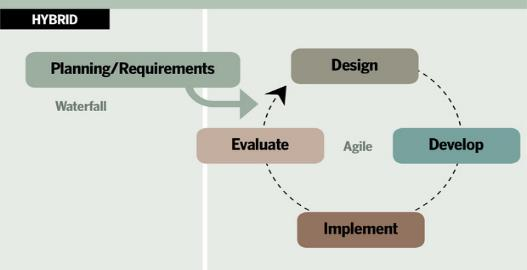 HYBRID
Planning/Requirements
Waterfall
Design
Evaluate
Agile
Develop
Implement